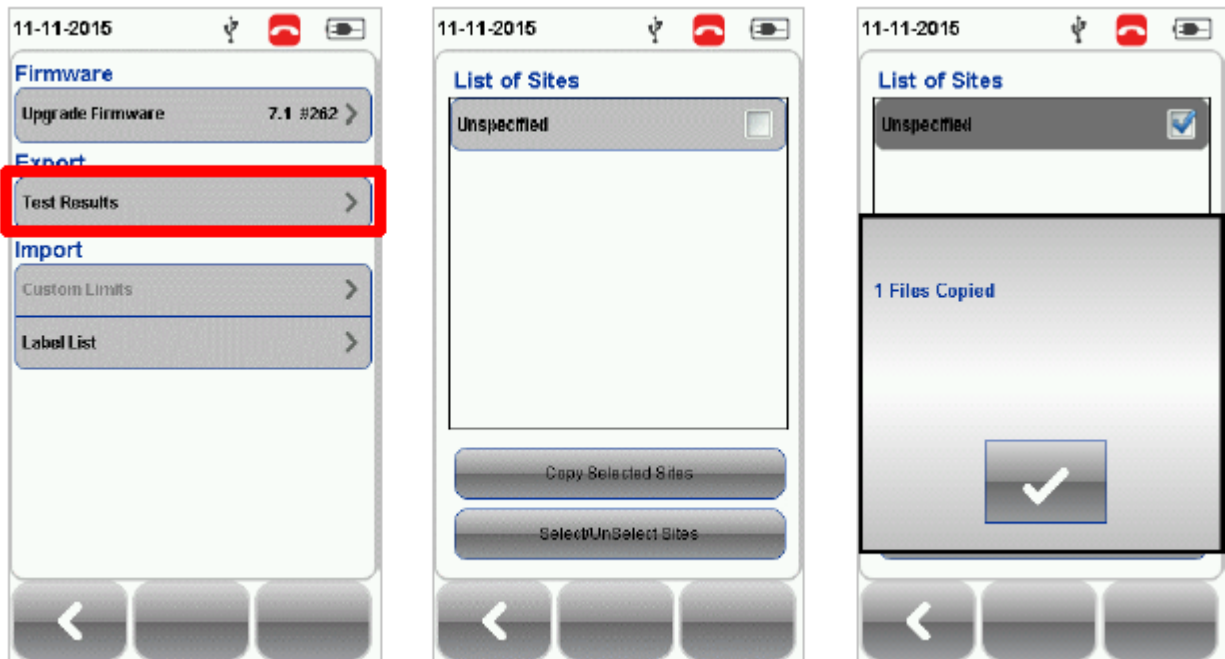 11-11-2015
Firmware
Upgrade Firmware 7.1 #262
Export
Test Results
Import
Custom Limits
Label List
11-11-2015
List of Sites
Unspecified
Copy Selected Sites
Select/UnSelect Sites
11-11-2015
List of Sites
Unspecified
1 Files Copied